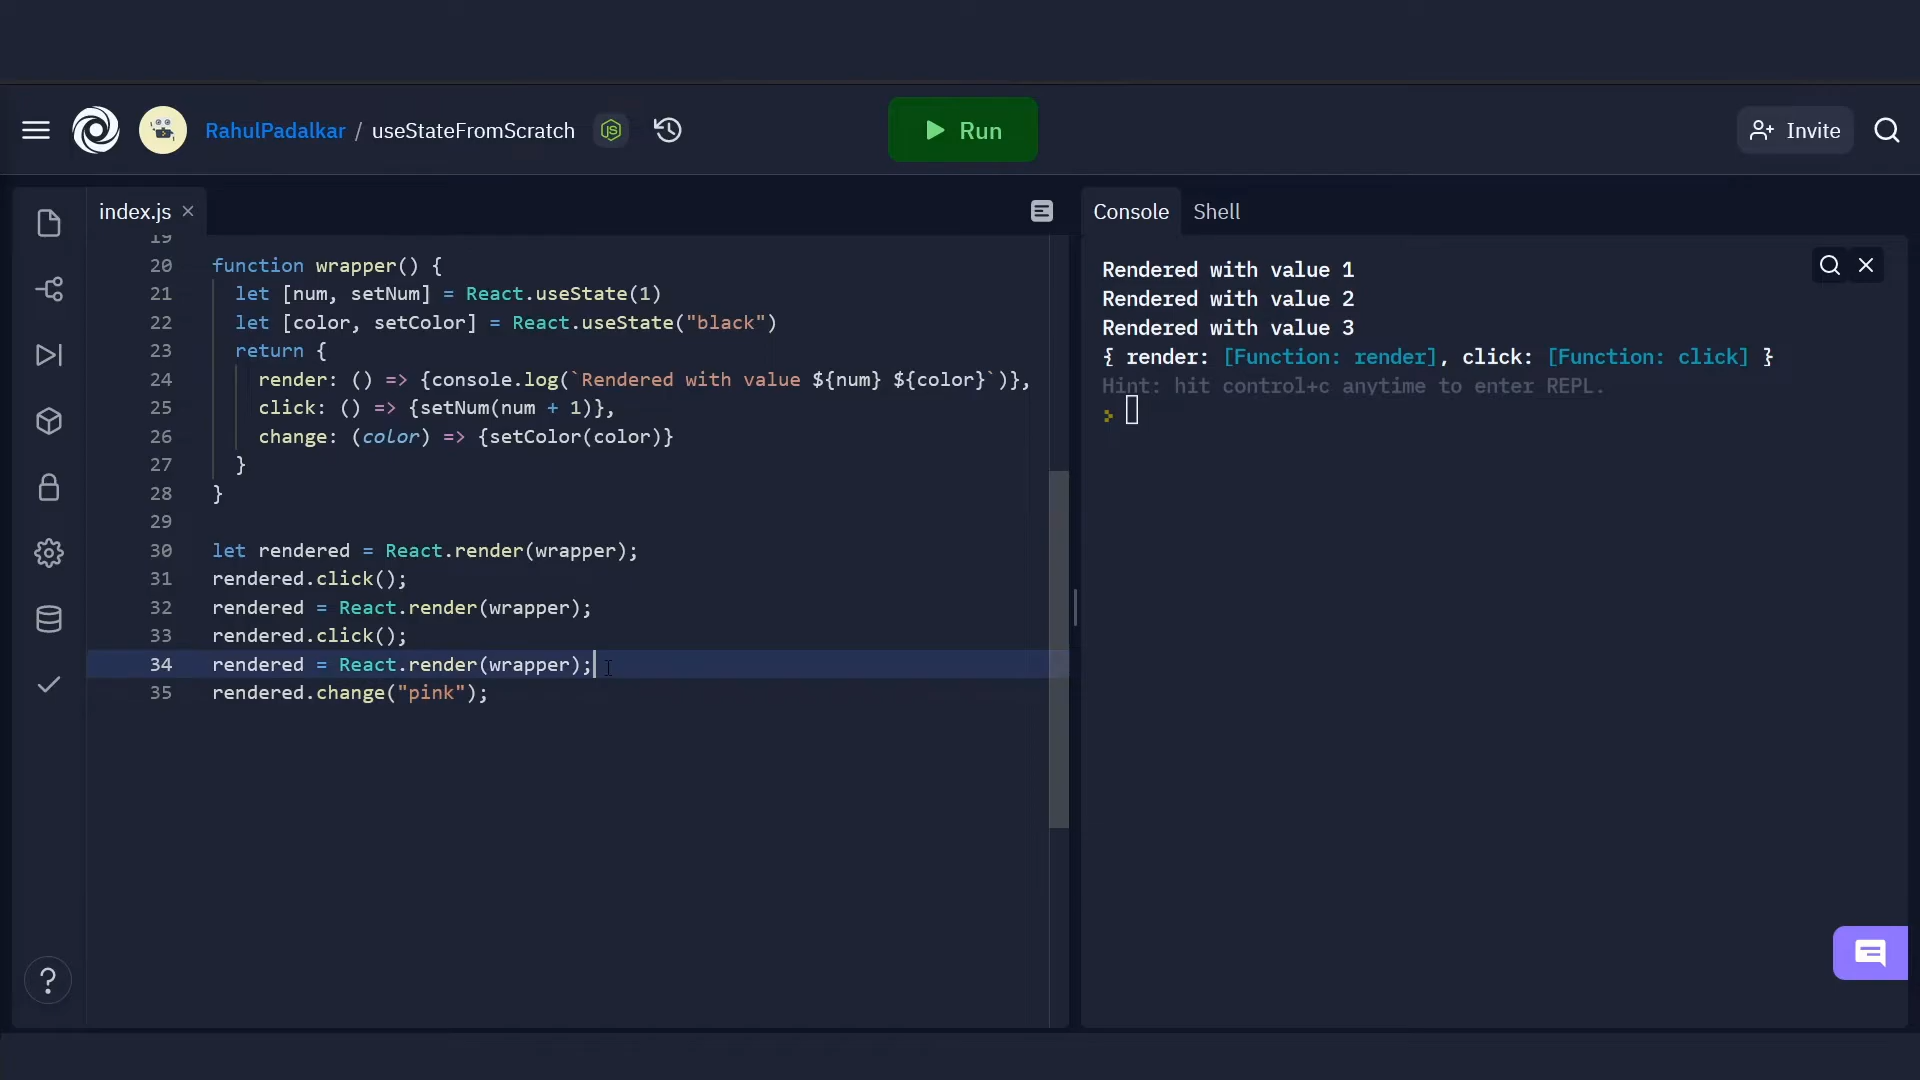 RahulPadalkar / useStateFromScratch
JS
Run
Invite
index.js ×
Console
Shell
19
20 function wrapper() {
21 let [num, setNum] = React.useState(1)
22 let [color, setColor] = React.useState("black")
23 return {
24 render: () => {console.log(`Rendered with value ${num} ${color}`)},
25 click: () => {setNum(num + 1)},
26 change: (color) => {setColor(color)}
27 }
28 }
29
30 let rendered = React.render(wrapper);
31 rendered.click();
32 rendered = React.render(wrapper);
33 rendered.click();
34 rendered = React.render(wrapper);
35 rendered.change("pink");
Rendered with value 1
Rendered with value 2
Rendered with value 3
{ render: [Function: render], click: [Function: click] }
Hint: hit control+c anytime to enter REPL.
?